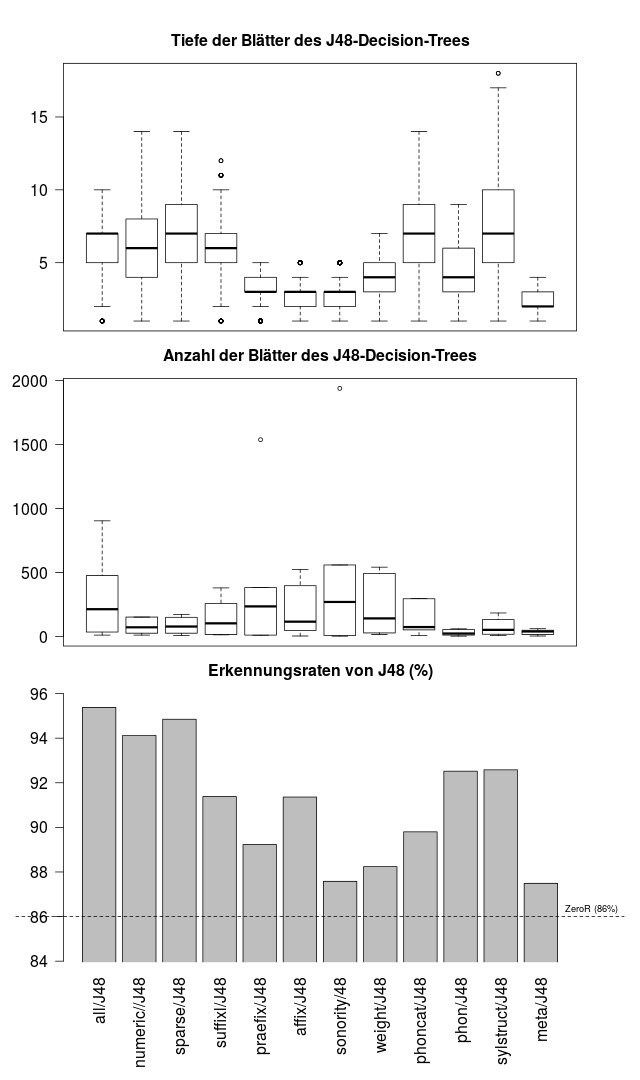 Tiefe der Blätter des J48-Decision-Trees
15
10
5
Anzahl der Blätter des J48-Decision-Trees
2000
1500
1000
500
0
Erkennungsraten von J48 (%)
96
94
92
90
88
86
84
ZeroR (86%)
all/J48
numeric//J48
sparse/J48
suffixl/J48
praefix/J48
affix/J48
sonority/48
weight/J48
phoncat/J48
phon/J48
sylstruct/J48
meta/J48